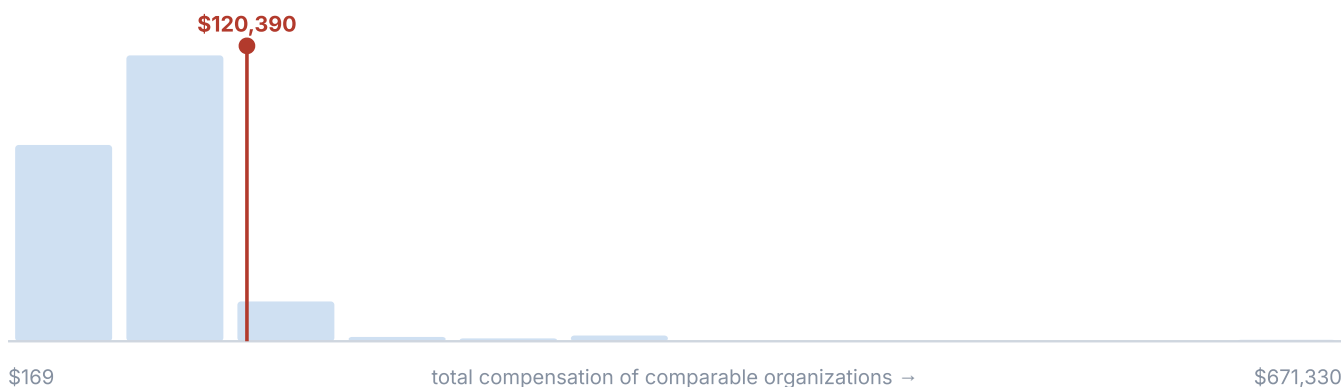 $120,390
$169 total compensation of comparable organizations → $671,330